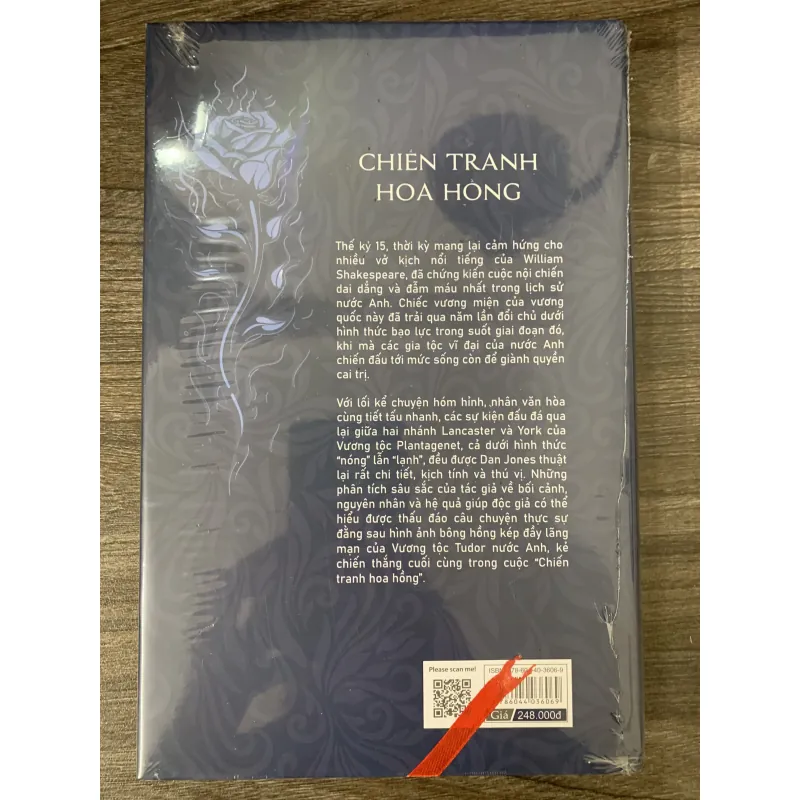 CHIẾN TRANH
HOA HỒNG
Thế kỷ 15, thời kỳ mang lại cảm hứng cho
nhiều vở kịch nổi tiếng của William
Shakespeare, đã chứng kiến cuộc nội chiến
dai dẳng và đẫm máu nhất trong lịch sử
nước Anh. Chiếc vương miện của vương
quốc này đã trải qua năm lần đổi chủ dưới
hình thức bạo lực trong suốt giai đoạn đó,
khi mà các gia tộc vĩ đại của nước Anh
chiến đấu tới mức sống còn để giành quyền
cai trị.
Với lối kể chuyện hóm hỉnh, nhân văn hòa
cùng tiết tấu nhanh, các sự kiện đấu đá qua
lại giữa hai nhánh Lancaster và York của
Vương tộc Plantagenet, cả dưới hình thức
“nóng” lẫn “lạnh”, đều được Dan Jones thuật
lại rất chi tiết, kịch tính và thú vị. Những
phân tích sâu sắc của tác giả về bối cảnh,
nguyên nhân và hệ quả giúp độc giả có thể
hiểu được thấu đáo câu chuyện thực sự
đằng sau hình ảnh bông hồng kép đầy lãng
mạn của Vương tộc Tudor nước Anh, kẻ
chiến thắng cuối cùng trong cuộc “Chiến
tranh hoa hồng”.
Please scan me!
ISBN
786044 036069
Giá 248.000đ